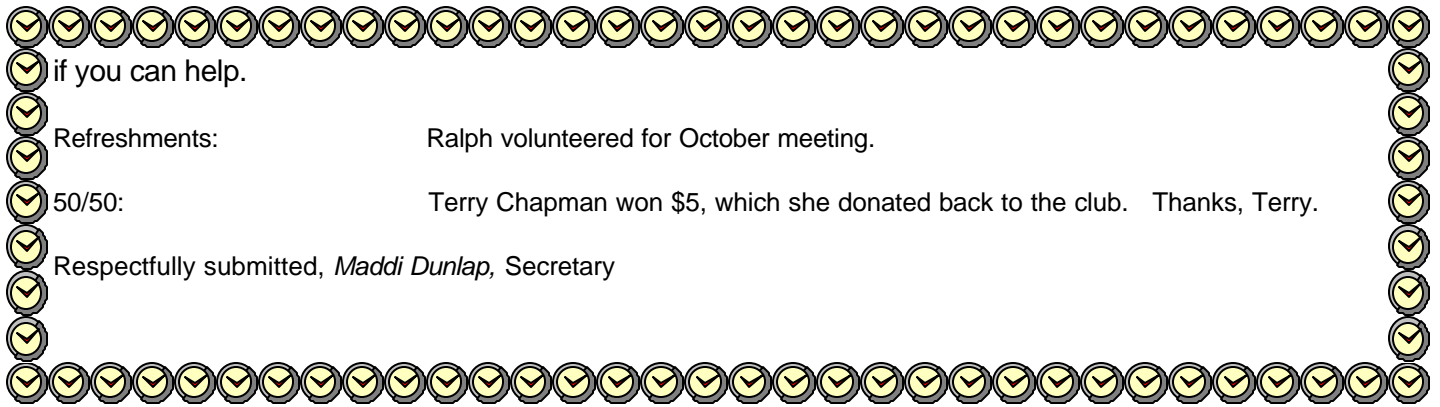 if you can help.
Refreshments: Ralph volunteered for October meeting.
50/50: Terry Chapman won $5, which she donated back to the club. Thanks, Terry.
Respectfully submitted, Maddi Dunlap, Secretary